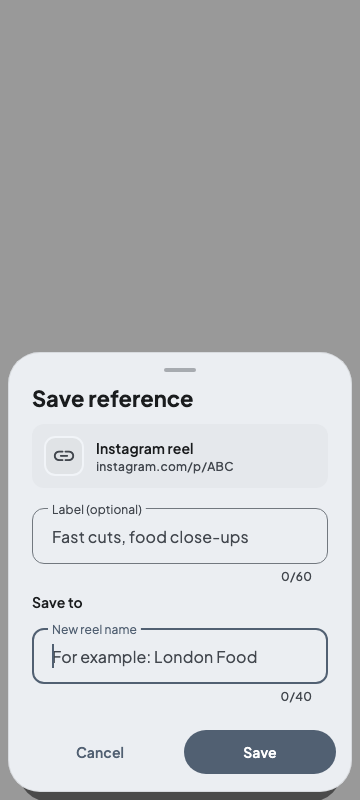 Save reference
Instagram reel
instagram.com/p/ABC
Label (optional)
Fast cuts, food close-ups
0/60
Save to
New reel name
For example: London Food
0/40
Cancel
Save